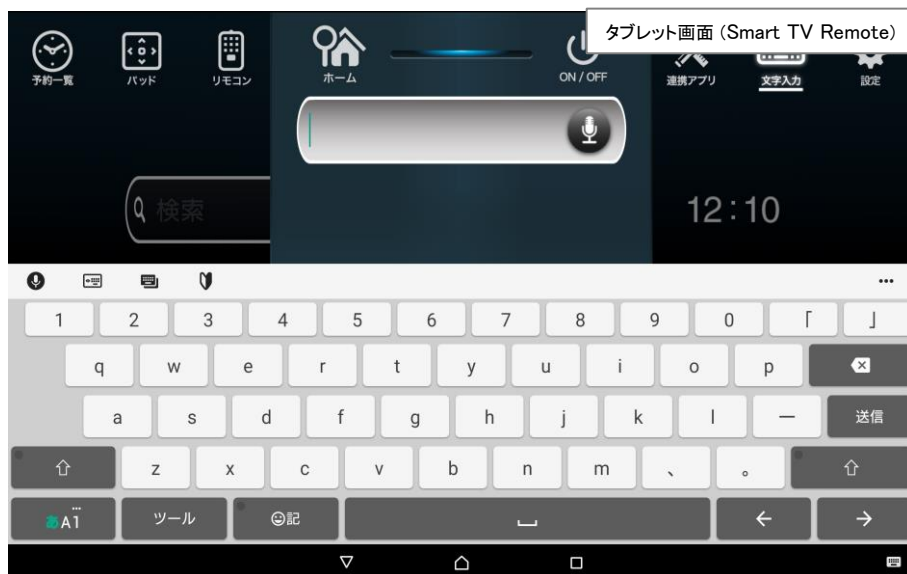 タブレット画面（Smart TV Remote）
予約一覧
パッド
リモコン
ホーム
ON / OFF
連携アプリ
文字入力
設定
検索
12:10
1 2 3 4 5 6 7 8 9 0 「 」
q w e r t y u i o p
a s d f g h j k l ー 送信
z x c v b n m 、 。
あA1 ツール 記